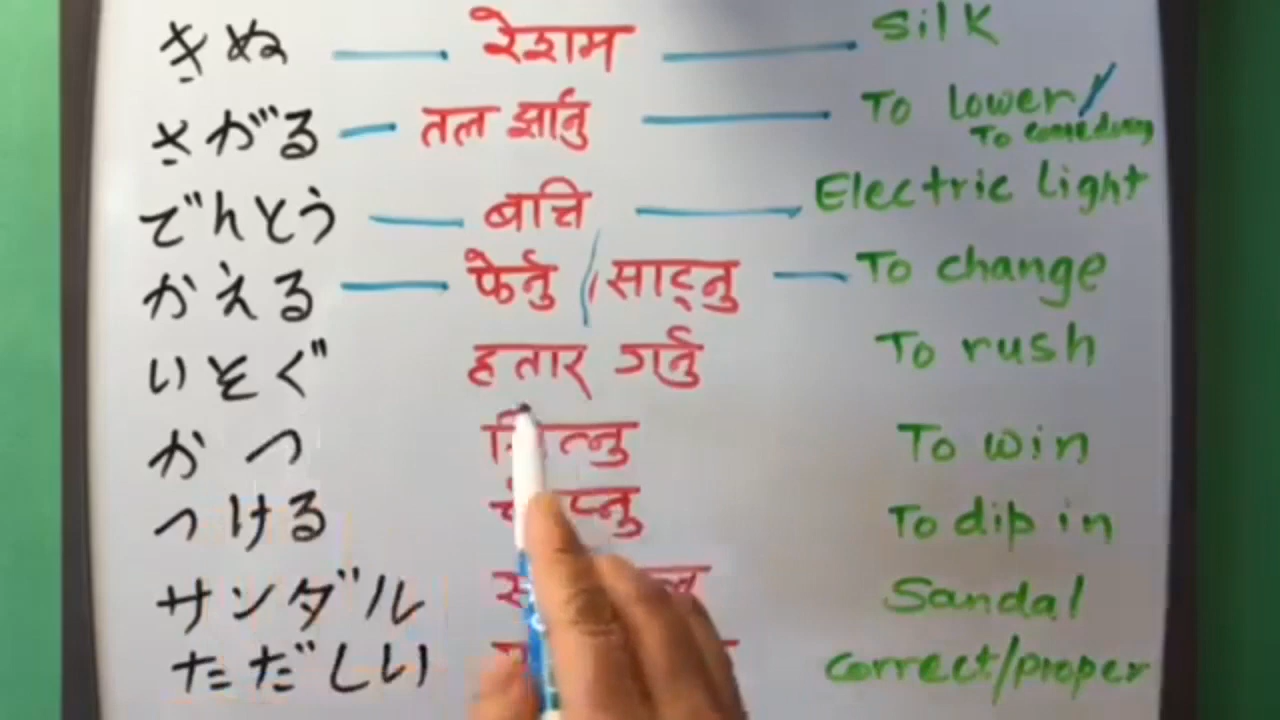 きぬ रेशम Silk
さがる तल झार्नु To Lower/
To come down
でんとう बत्ति Electric light
かえる फेर्नु / साट्नु To change
いそぐ हतार गर्नु To rush
かつ To win
つける To dip in
サンダル Sandal
ただしい correct/proper